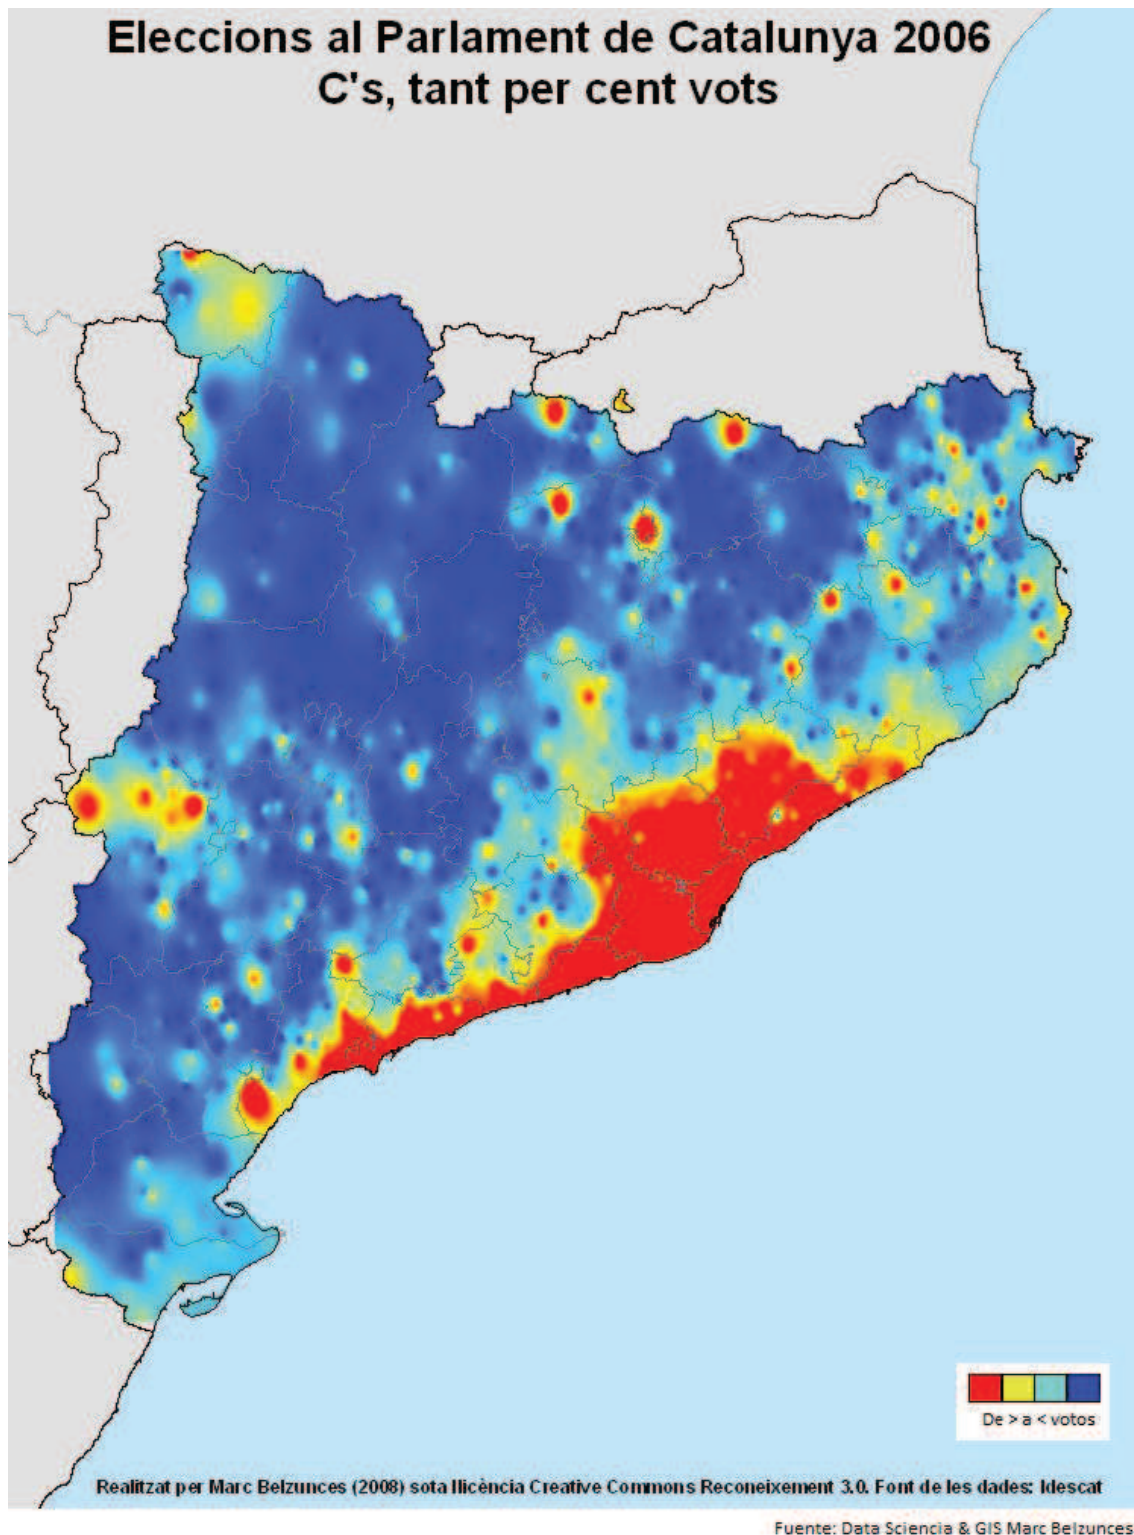 Eleccions al Parlament de Catalunya 2006
C's, tant per cent vots
De > a < votos
Realitzat per Marc Belzunces (2008) sota llicència Creative Commons Reconeixement 3.0. Font de les dades: Idescat
Fuente: Data Sciencia & GIS Marc Belzunces